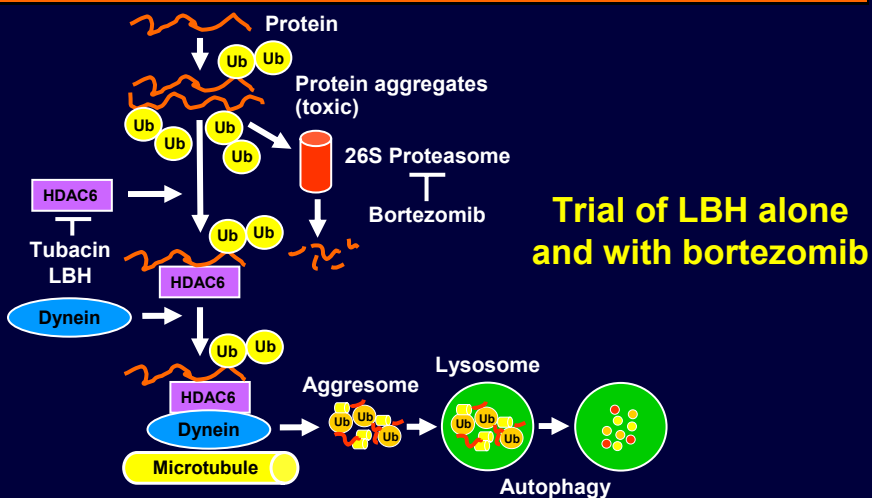 Protein
Ub Ub
Protein aggregates
(toxic)
Ub
Ub
Ub
Ub
26S Proteasome
Bortezomib
HDAC6
Tubacin
LBH
Trial of LBH alone
and with bortezomib
Ub Ub
HDAC6
Dynein
Ub Ub
HDAC6
Dynein
Microtubule
Aggresome
Ub Ub
Ub
Lysosome
Ub Ub
Ub
Autophagy